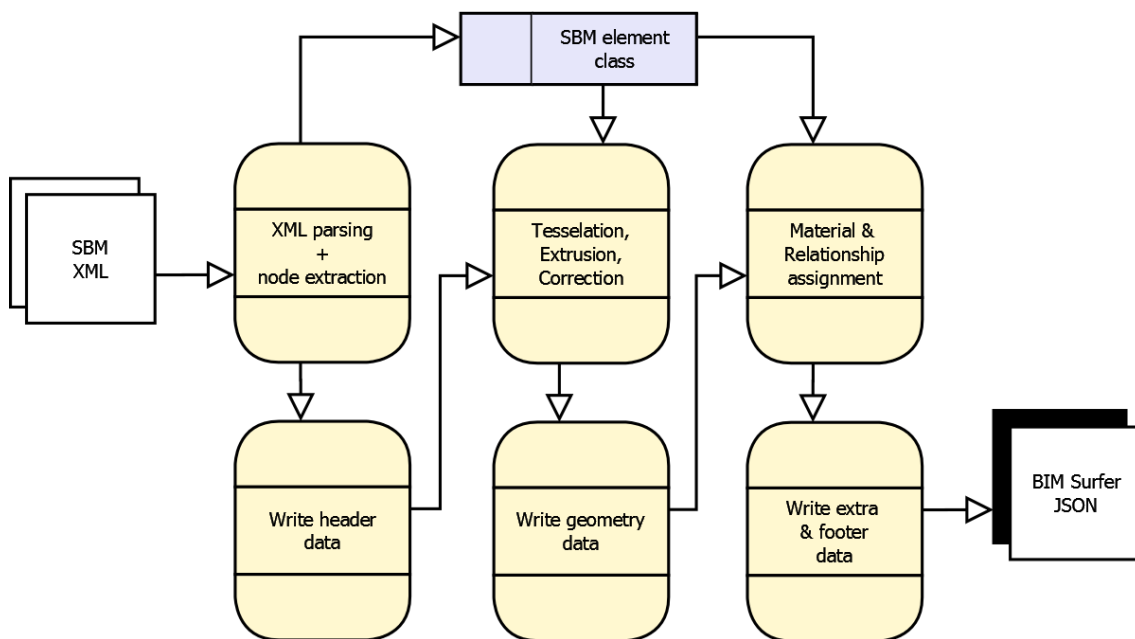 SBM element
class
SBM
XML
XML parsing
+
node extraction
Tesselation,
Extrusion,
Correction
Material &
Relationship
assignment
Write header
data
Write geometry
data
Write extra
& footer
data
BIM Surfer
JSON